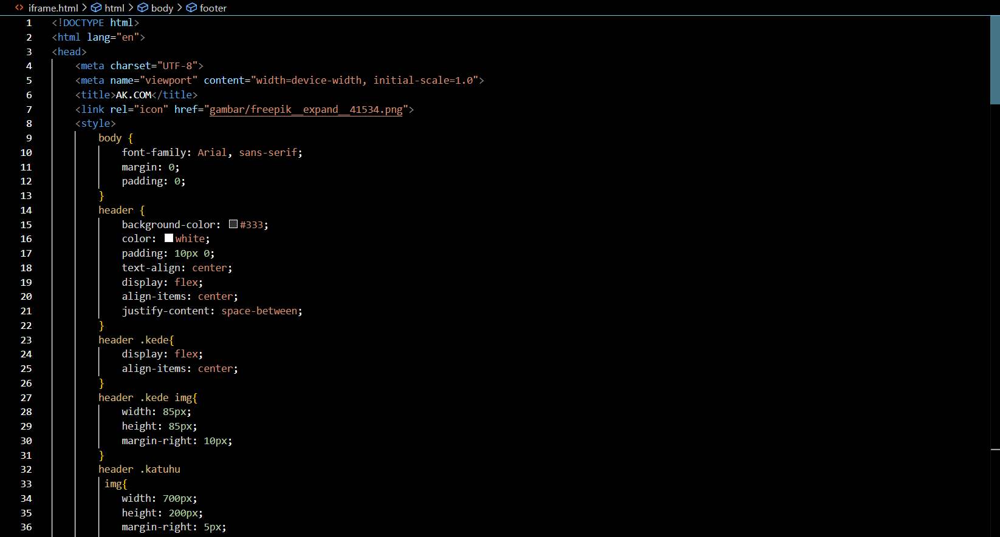 iframe.html > html > body > footer
1 <!DOCTYPE html>
2 <html lang="en">
3 <head>
4     <meta charset="UTF-8">
5     <meta name="viewport" content="width=device-width, initial-scale=1.0">
6     <title>AK.COM</title>
7     <link rel="icon" href="gambar/freepik__expand__41534.png">
8     <style>
9         body {
10             font-family: Arial, sans-serif;
11             margin: 0;
12             padding: 0;
13         }
14         header {
15             background-color: #333;
16             color: white;
17             padding: 10px 0;
18             text-align: center;
19             display: flex;
20             align-items: center;
21             justify-content: space-between;
22         }
23         header .kede{
24             display: flex;
25             align-items: center;
26         }
27         header .kede img{
28             width: 85px;
29             height: 85px;
30             margin-right: 10px;
31         }
32         header .katuhu
33          img{
34             width: 700px;
35             height: 200px;
36             margin-right: 5px;